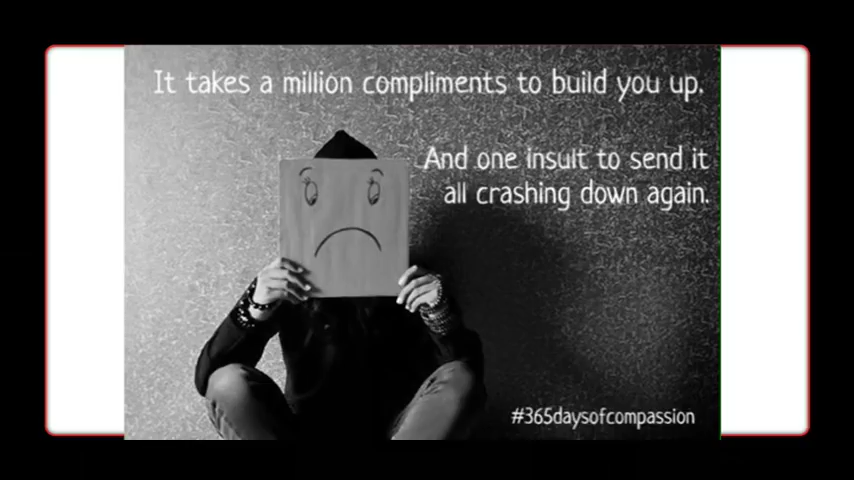 It takes a million compliments to build you up.
And one insult to send it
all crashing down again.
#365daysofcompassion